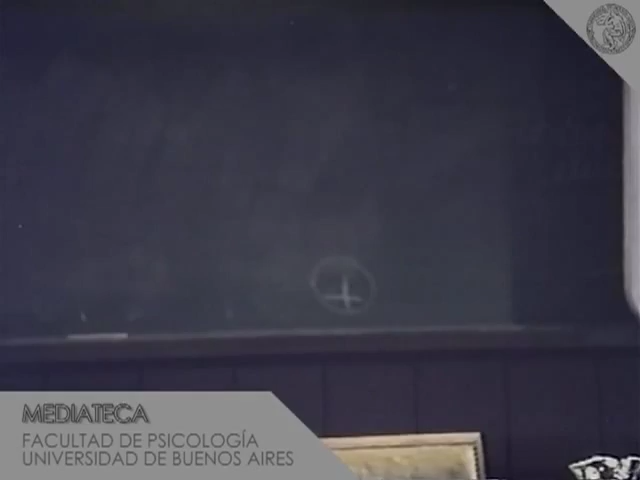 MEDIATECA
FACULTAD DE PSICOLOGÍA
UNIVERSIDAD DE BUENOS AIRES